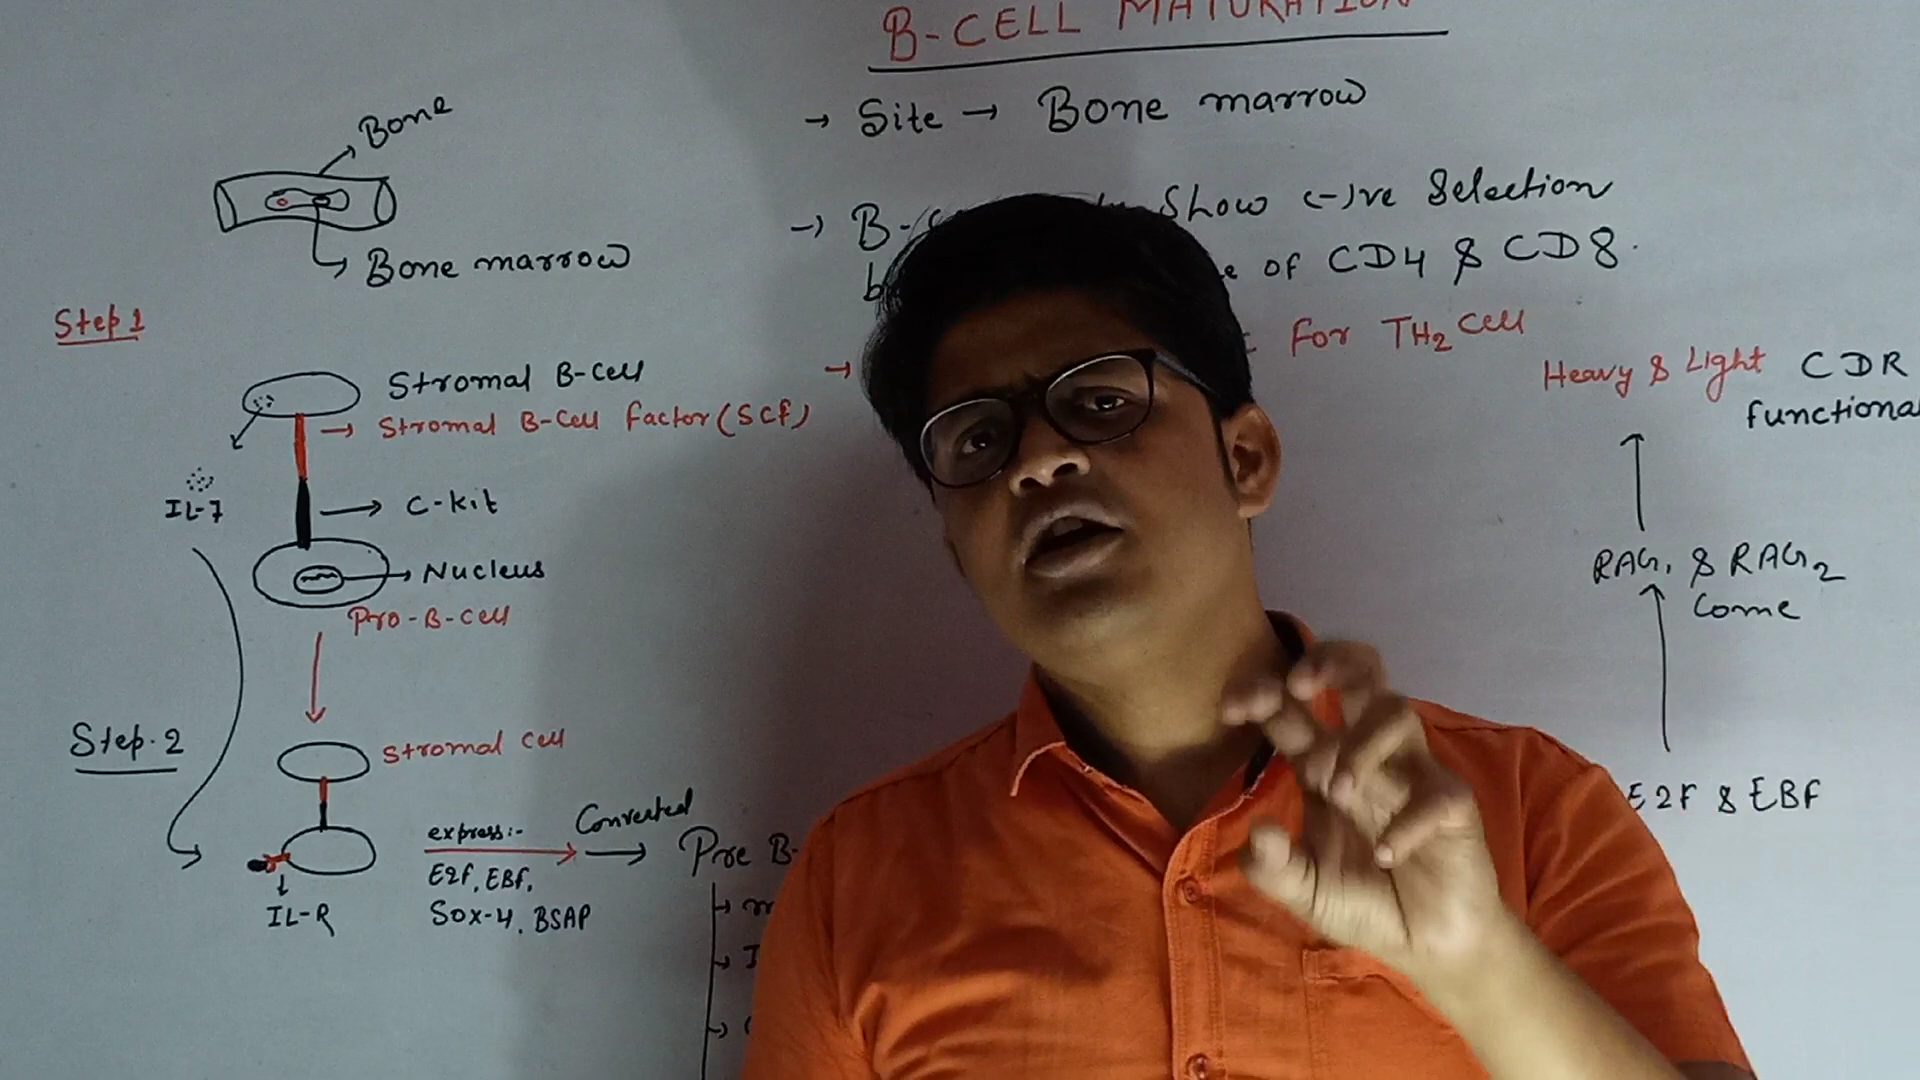 B-CELL MATURATION
→ Site → Bone marrow
→ B- Show (-)ve Selection
of CD4 & CD8.
→ For TH2 Cell
Bone
Bone marrow
Step 1
Stromal B-cell
→ Stromal B-Cell factor (SCF)
IL-7
→ C-kit
Nucleus
Pro-B-cell
Step-2
Stromal cell
IL-R
express:-
E2F, EBF,
SOX-4, BSAP
Converted
→ Pre B-
Heavy & Light CDR
functional
RAG1 & RAG2
Come
E2F & EBF